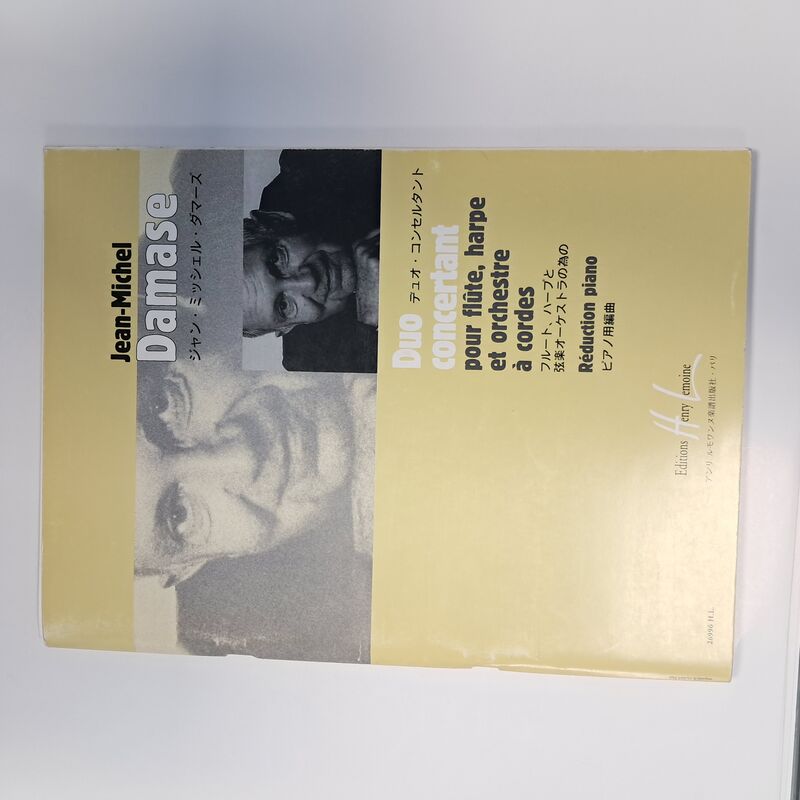 Jean-Michel
Damase
ジャン・ミッシェル・ダマーズ
Duo
concertant
デュオ・コンセルタント
pour flûte, harpe
et orchestre
à cordes
フルート、ハープと
弦楽オーケストラの為の
Réduction piano
ピアノ用編曲
Editions Henry Lemoine
アンリ・ルモワンヌ楽譜出版社・パリ
26996 H.L.